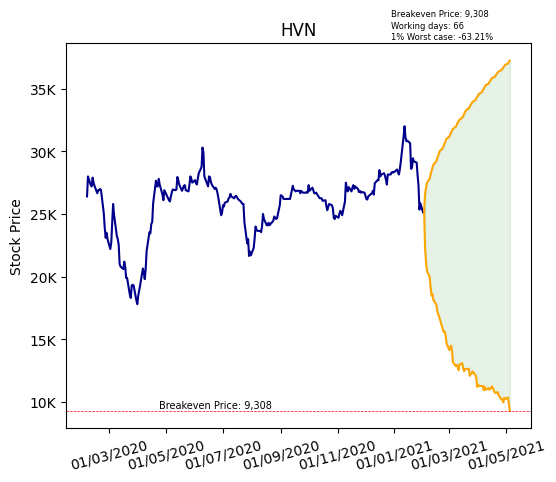 Breakeven Price: 9,308
Working days: 66
1% Worst case: -63.21%
HVN
Stock Price
35K
30K
25K
20K
15K
10K
Breakeven Price: 9,308
01/03/2020
01/05/2020
01/07/2020
01/09/2020
01/11/2020
01/01/2021
01/03/2021
01/05/2021